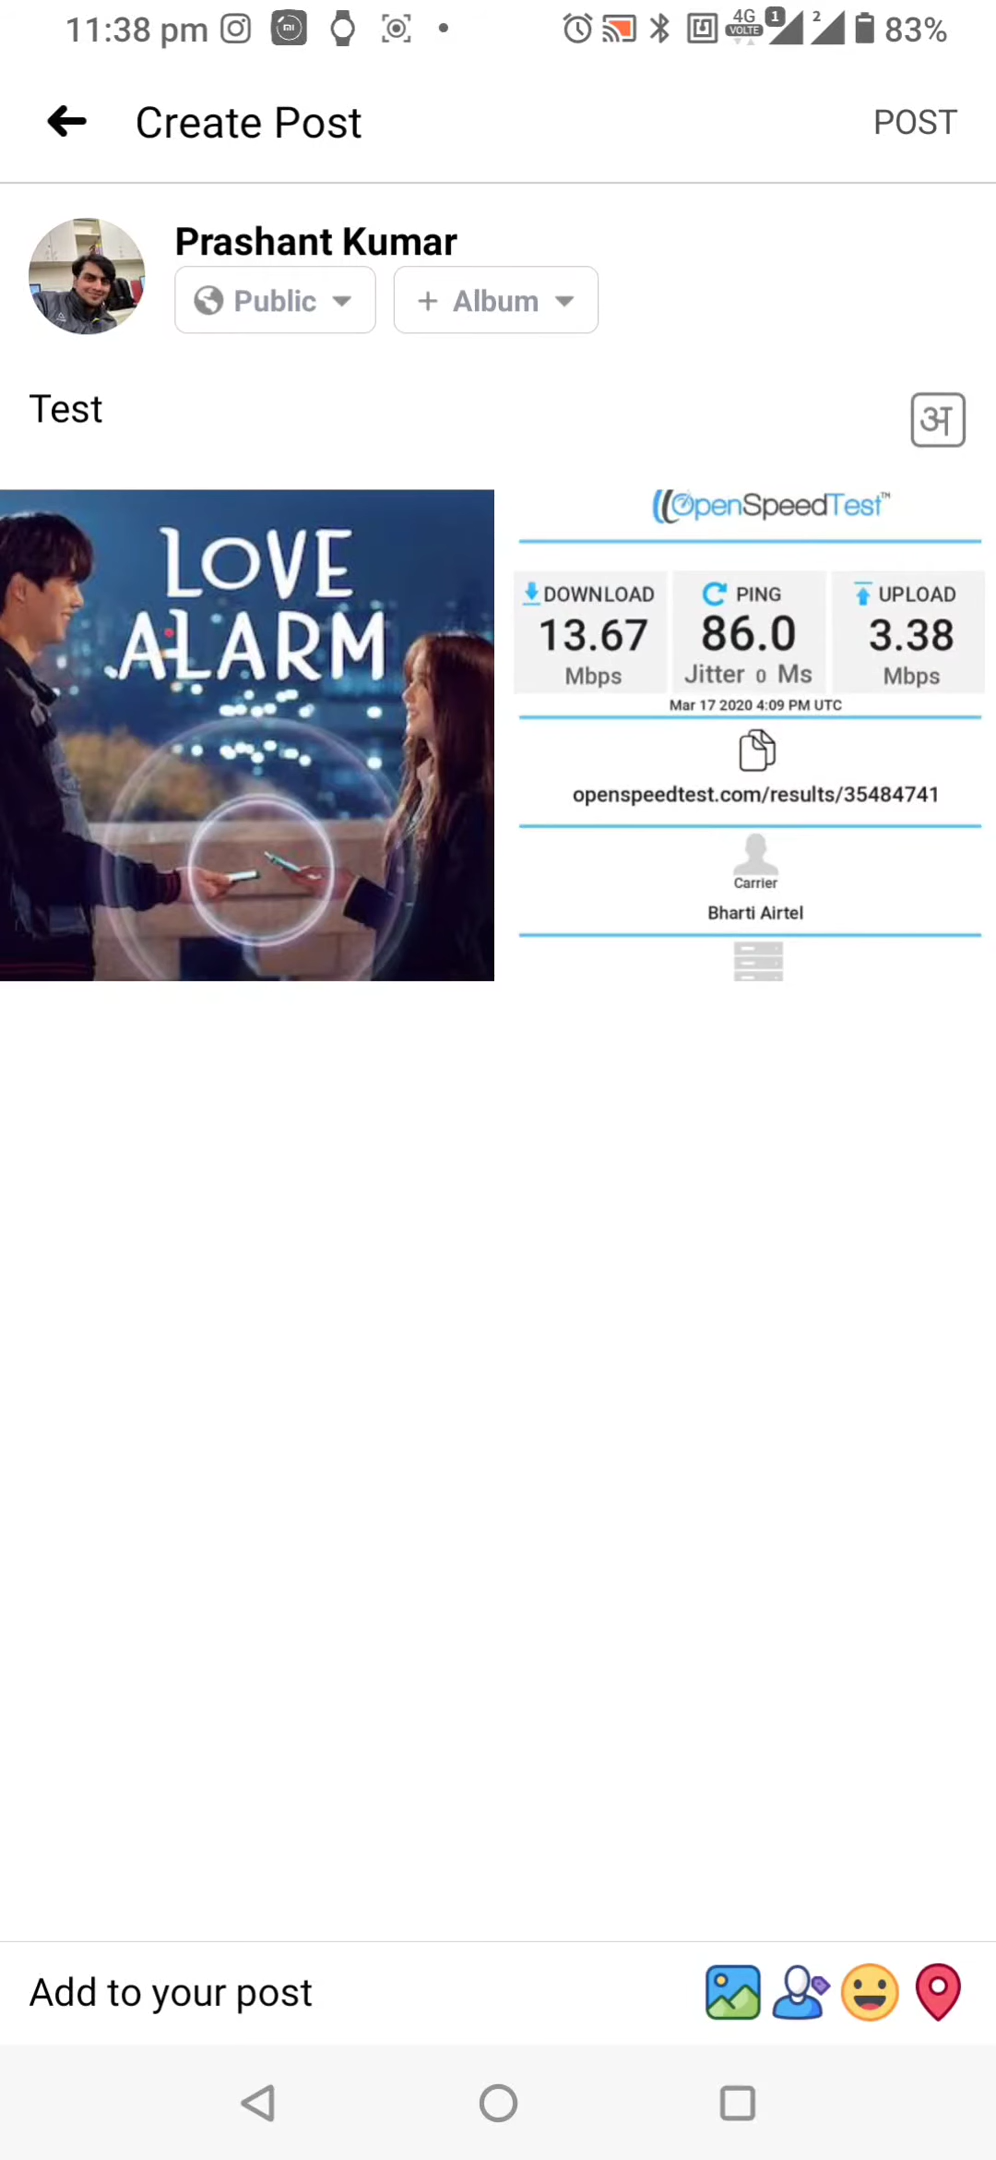 11:38 pm 4G VOLTE 1 2 83%
Create Post POST
Prashant Kumar
Public + Album
Test
अ
LOVE
ALARM
OpenSpeedTest™
DOWNLOAD PING UPLOAD
13.67 86.0 3.38
Mbps Jitter 0 Ms Mbps
Mar 17 2020 4:09 PM UTC
openspeedtest.com/results/35484741
Carrier
Bharti Airtel
Add to your post